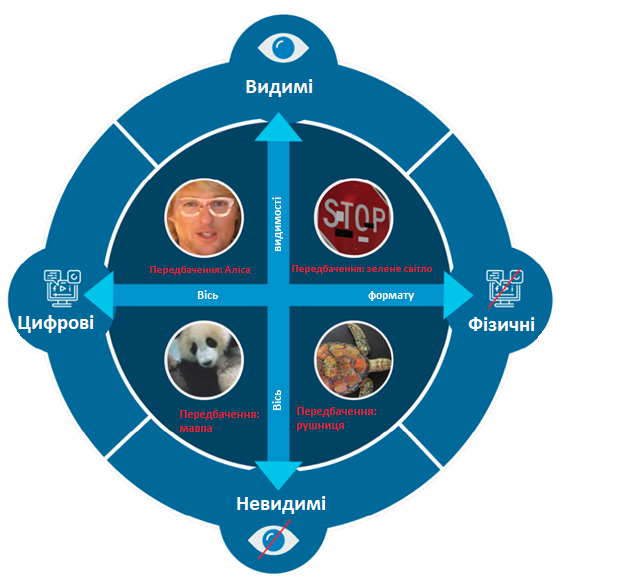 Видимі
видимості
STOP
Передбачення: Аліса
Передбачення: зелене світло
Вісь
формату
Цифрові
Фізичні
Вісь
Передбачення:
мавпа
Передбачення:
рушниця
Невидимі